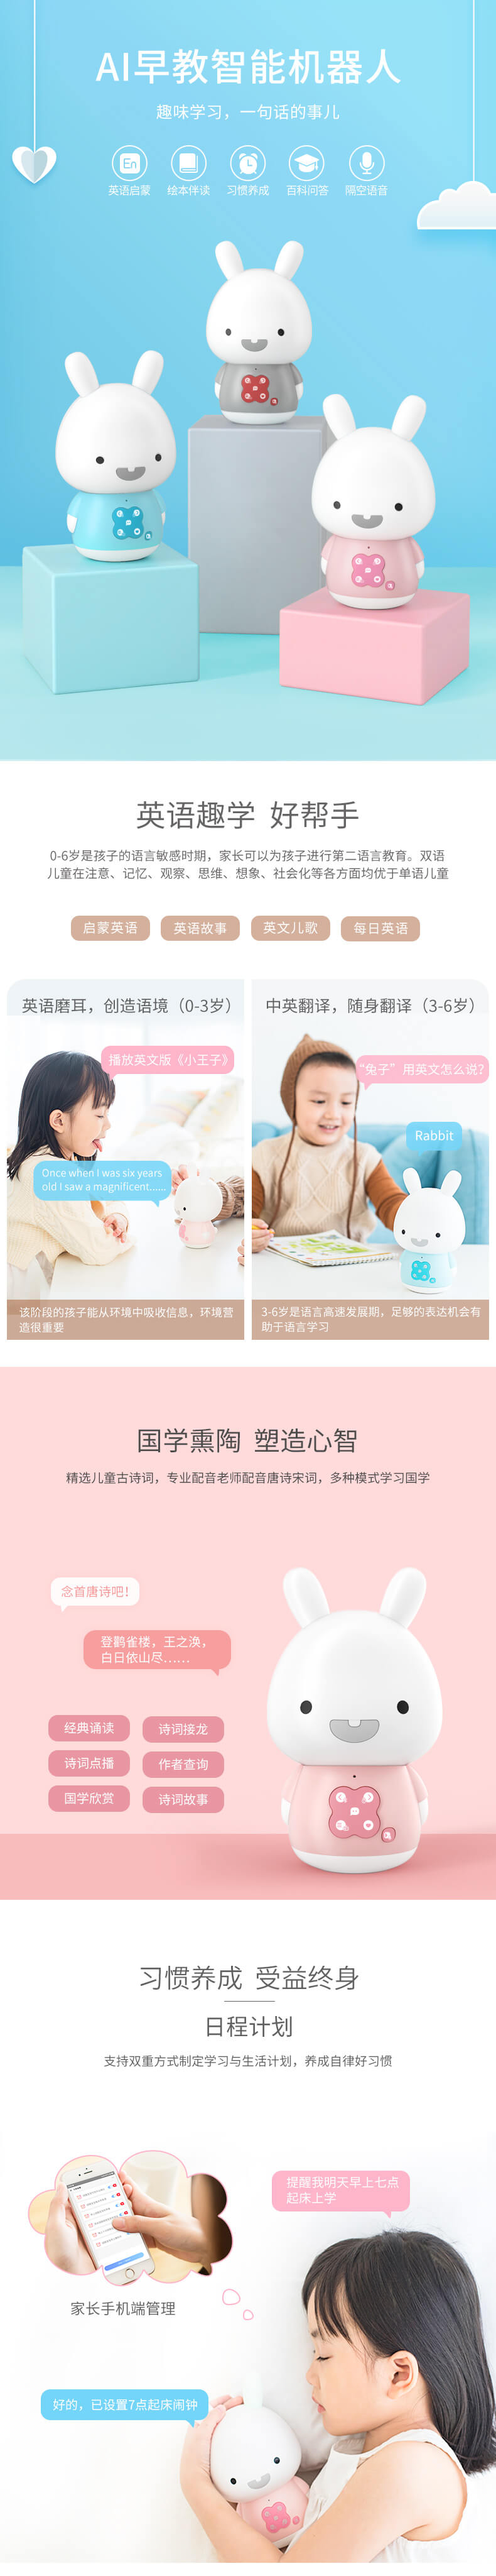 AI早教智能机器人
趣味学习，一句话的事儿
En
英语启蒙 绘本伴读 习惯养成 百科问答 隔空语音
英语趣学 好帮手
0-6岁是孩子的语言敏感时期，家长可以为孩子进行第二语言教育。双语
儿童在注意、记忆、观察、思维、想象、社会化等各方面均优于单语儿童
启蒙英语 英语故事 英文儿歌 每日英语
英语磨耳，创造语境（0-3岁）
播放英文版《小王子》
Once when I was six years
old I saw a magnificent......
该阶段的孩子能从环境中吸收信息，环境营
造很重要
中英翻译，随身翻译（3-6岁）
“兔子”用英文怎么说?
Rabbit
3-6岁是语言高速发展期，足够的表达机会有
助于语言学习
国学熏陶 塑造心智
精选儿童古诗词，专业配音老师配音唐诗宋词，多种模式学习国学
念首唐诗吧！
登鹳雀楼，王之涣，
白日依山尽……
经典诵读 诗词接龙
诗词点播 作者查询
国学欣赏 诗词故事
习惯养成 受益终身
日程计划
支持双重方式制定学习与生活计划，养成自律好习惯
提醒我明天早上七点
起床上学
家长手机端管理
好的，已设置7点起床闹钟